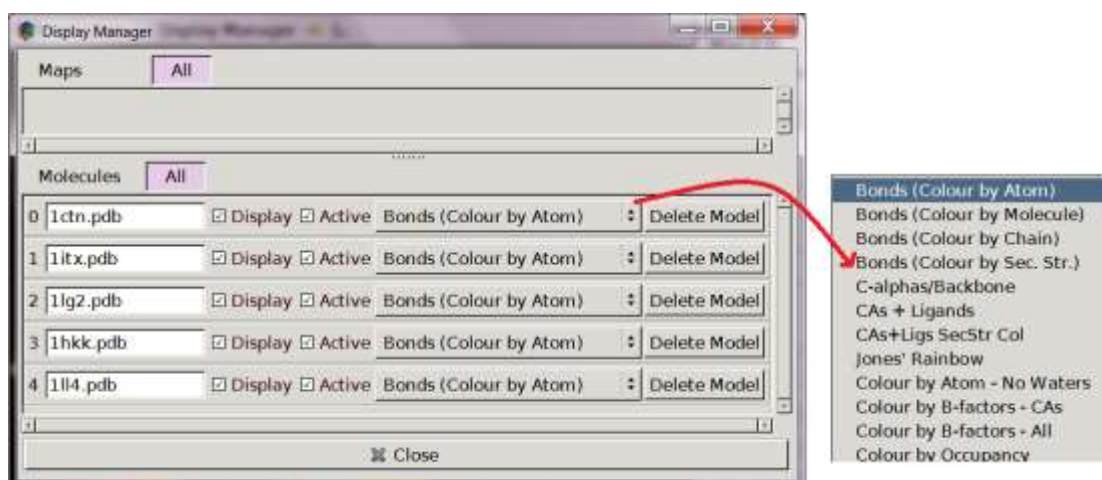 Display Manager
Maps All
Molecules All
0 1ctn.pdb Display Active Bonds (Colour by Atom) Delete Model
1 1itx.pdb Display Active Bonds (Colour by Atom) Delete Model
2 1lg2.pdb Display Active Bonds (Colour by Atom) Delete Model
3 1hkk.pdb Display Active Bonds (Colour by Atom) Delete Model
4 1ll4.pdb Display Active Bonds (Colour by Atom) Delete Model
Close
Bonds (Colour by Atom)
Bonds (Colour by Molecule)
Bonds (Colour by Chain)
Bonds (Colour by Sec. Str.)
C-alphas/Backbone
CAs + Ligands
CAs+Ligs SecStr Col
Jones' Rainbow
Colour by Atom - No Waters
Colour by B-factors - CAs
Colour by B-factors - All
Colour by Occupancy